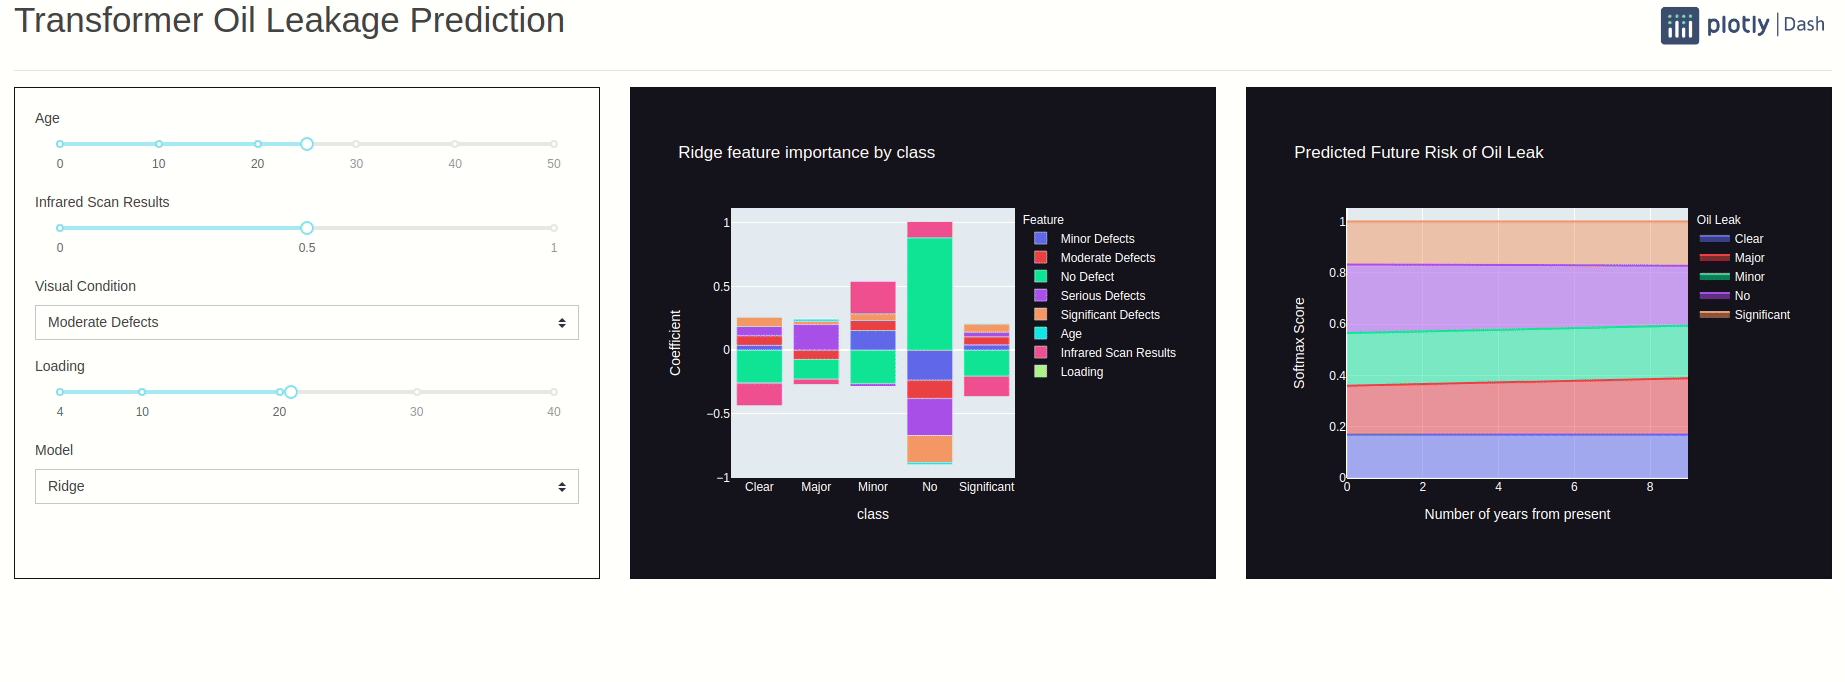 Transformer Oil Leakage Prediction
plotly | Dash
Age
0 10 20 30 40 50
Infrared Scan Results
0 0.5 1
Visual Condition
Moderate Defects
Loading
4 10 20 30 40
Model
Ridge
Ridge feature importance by class
Coefficient
1
0.5
0
−0.5
−1
Clear Major Minor No Significant
class
Feature
Minor Defects
Moderate Defects
No Defect
Serious Defects
Significant Defects
Age
Infrared Scan Results
Loading
Predicted Future Risk of Oil Leak
Softmax Score
1
0.8
0.6
0.4
0.2
0
0 2 4 6 8
Number of years from present
Oil Leak
Clear
Major
Minor
No
Significant